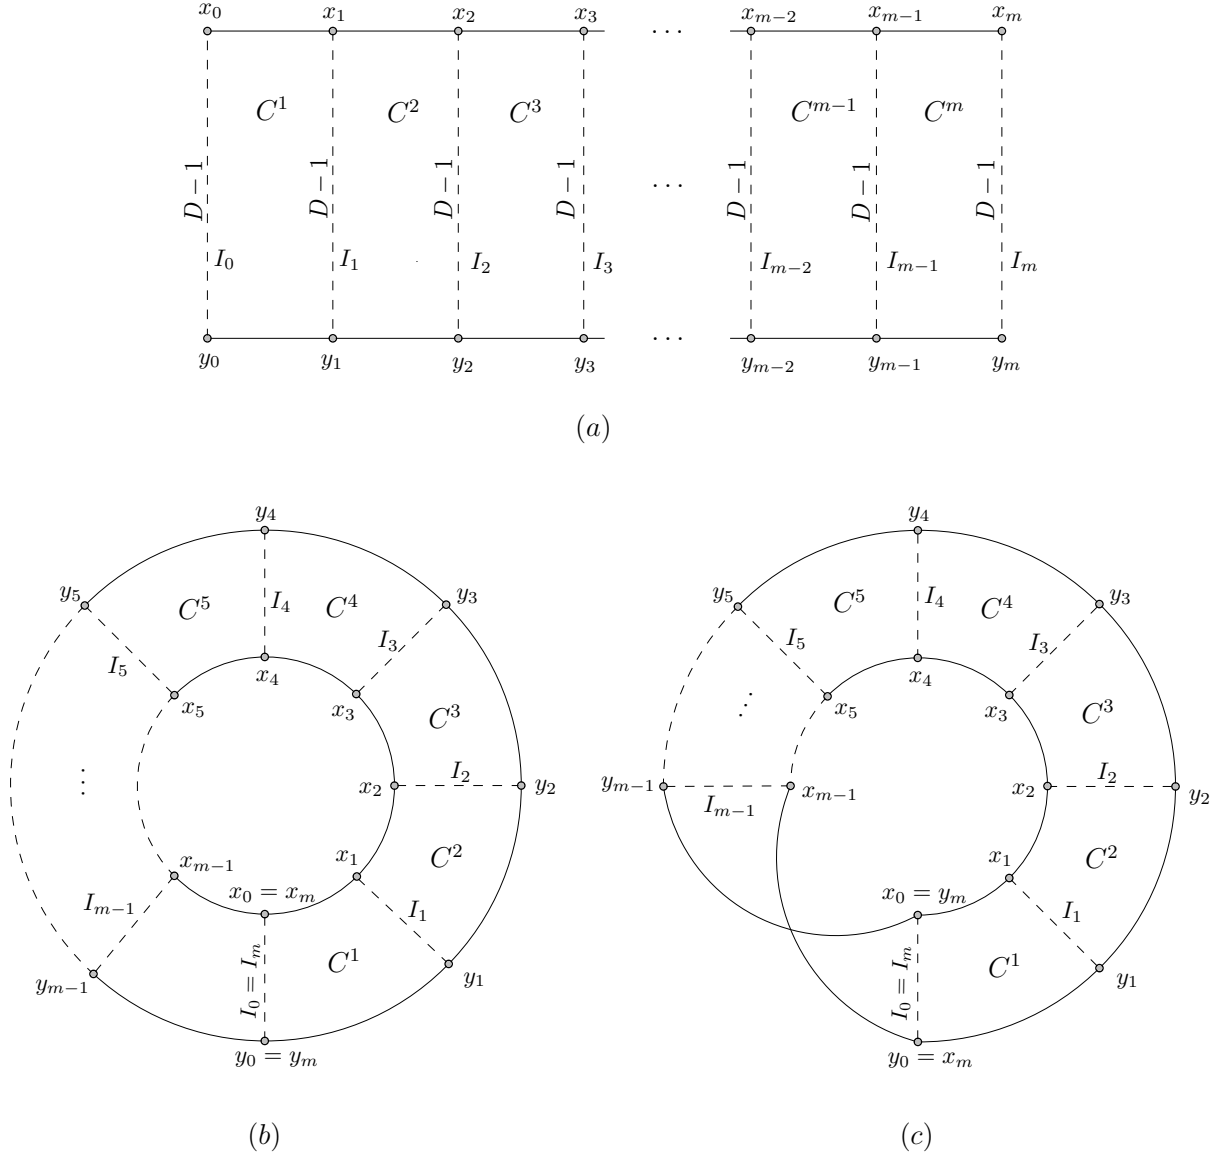 x₀ x₁ x₂ x₃ ⋯ xₘ₋₂ xₘ₋₁ xₘ
C¹ C² C³ Cᵐ⁻¹ Cᵐ
D − 1 D − 1 D − 1 D − 1 ⋯ D − 1 D − 1 D − 1
I₀ I₁ I₂ I₃ Iₘ₋₂ Iₘ₋₁ Iₘ
⋯
y₀ y₁ y₂ y₃ yₘ₋₂ yₘ₋₁ yₘ
(a)
y₄
y₅ y₃
C⁵ I₄ C⁴
I₅ I₃
x₄
x₅ x₃
C³
⋮ x₂ I₂ y₂
x₁ C²
xₘ₋₁
x₀ = xₘ
Iₘ₋₁ I₁
I₀ = Iₘ C¹
yₘ₋₁ y₁
y₀ = yₘ
(b)
y₄
y₅ y₃
C⁵ I₄ C⁴
I₅ I₃
x₄
⋰ x₅ x₃
C³
yₘ₋₁ Iₘ₋₁ xₘ₋₁ x₂ I₂ y₂
x₁ C²
x₀ = yₘ
I₁
I₀ = Iₘ C¹
y₁
y₀ = xₘ
(c)